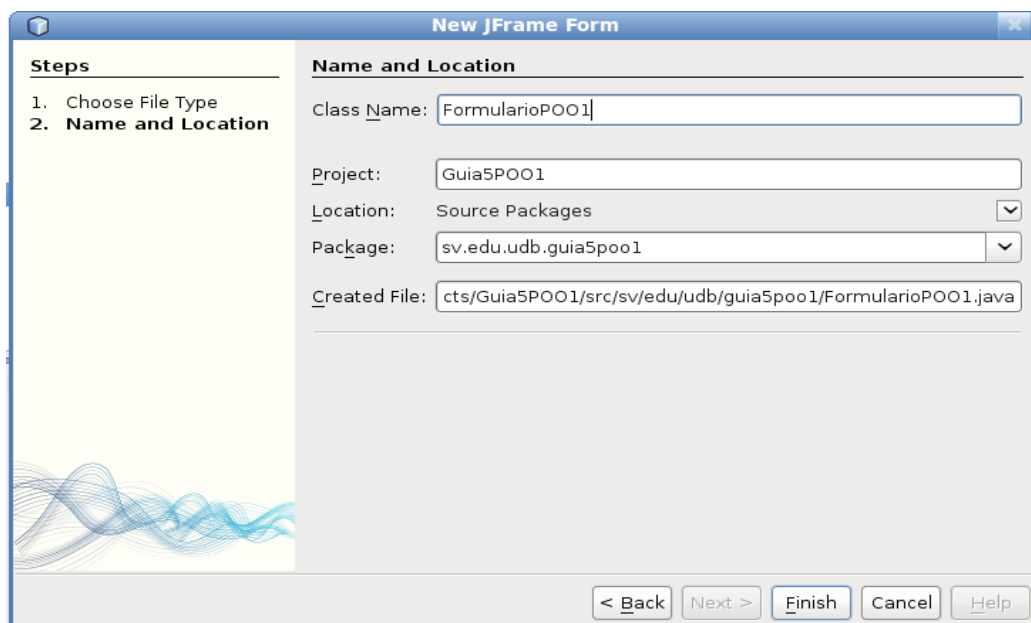 New JFrame Form
Steps
1. Choose File Type
2. Name and Location
Name and Location
Class Name: FormularioPOO1
Project: Guia5POO1
Location: Source Packages
Package: sv.edu.udb.guia5poo1
Created File: cts/Guia5POO1/src/sv/edu/udb/guia5poo1/FormularioPOO1.java
< Back Next > Finish Cancel Help